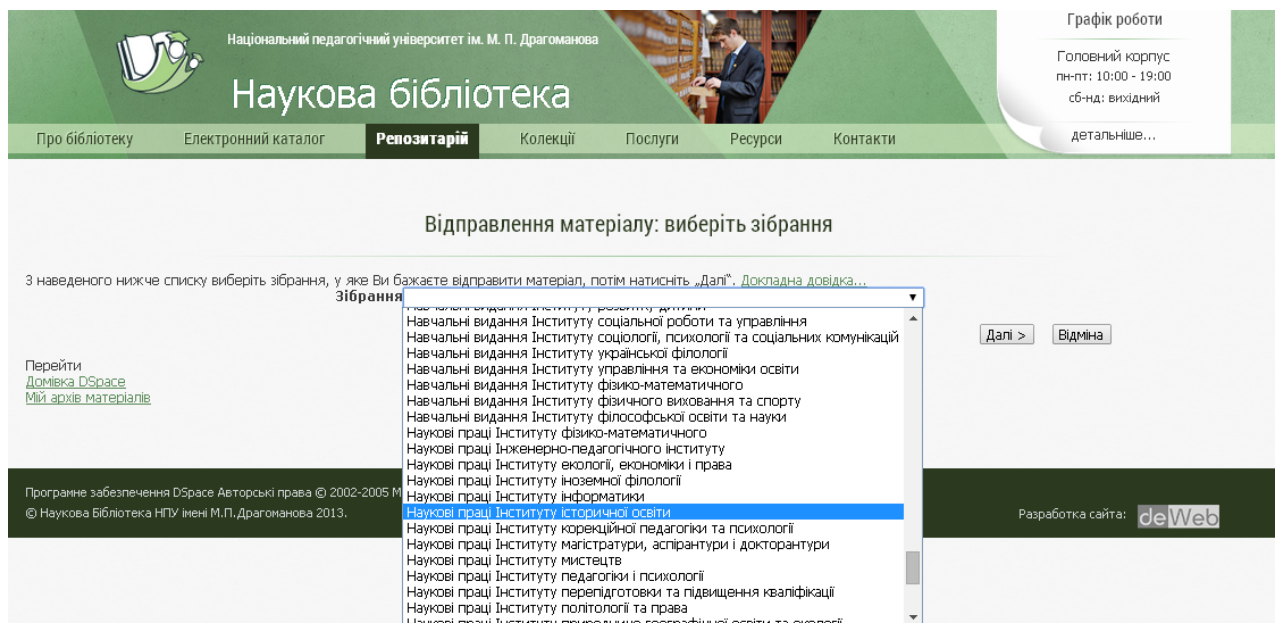 Національний педагогічний університет ім. М. П. Драгоманова
Наукова бібліотека
Графік роботи
Головний корпус
пн-пт: 10:00 - 19:00
сб-нд: вихідний
детальніше...
Про бібліотеку Електронний каталог Репозитарій Колекції Послуги Ресурси Контакти
Відправлення матеріалу: виберіть зібрання
З наведеного нижче списку виберіть зібрання, у яке Ви бажаєте відправити матеріал, потім натисніть „Далі“. Докладна довідка...
Зібрання
Навчальні видання Інституту соціальної роботи та управління
Навчальні видання Інституту соціології, психології та соціальних комунікацій
Навчальні видання Інституту української філології
Навчальні видання Інституту управління та економіки освіти
Навчальні видання Інституту фізико-математичного
Навчальні видання Інституту фізичного виховання та спорту
Навчальні видання Інституту філософської освіти та науки
Наукові праці Інституту фізико-математичного
Наукові праці Інженерно-педагогічного інституту
Наукові праці Інституту екології, економіки і права
Наукові праці Інституту іноземної філології
Наукові праці Інституту інформатики
Наукові праці Інституту історичної освіти
Наукові праці Інституту корекційної педагогіки та психології
Наукові праці Інституту магістратури, аспірантури і докторантури
Наукові праці Інституту мистецтв
Наукові праці Інституту педагогіки і психології
Наукові праці Інституту перепідготовки та підвищення кваліфікації
Наукові праці Інституту політології та права
Далі > Відміна
Перейти
Домівка DSpace
Мій архів матеріалів
Програмне забезпечення DSpace Авторські права © 2002-2005 M
© Наукова Бібліотека НПУ імені М.П.Драгоманова 2013.
Разработка сайта: deWeb